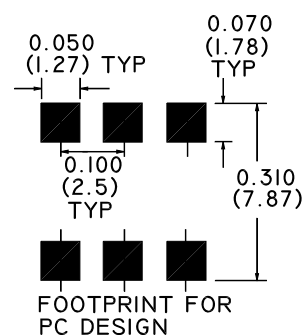 0.050
(1.27) TYP
0.070
(1.78)
TYP
0.100
(2.5)
TYP
0.310
(7.87)
FOOTPRINT FOR
PC DESIGN